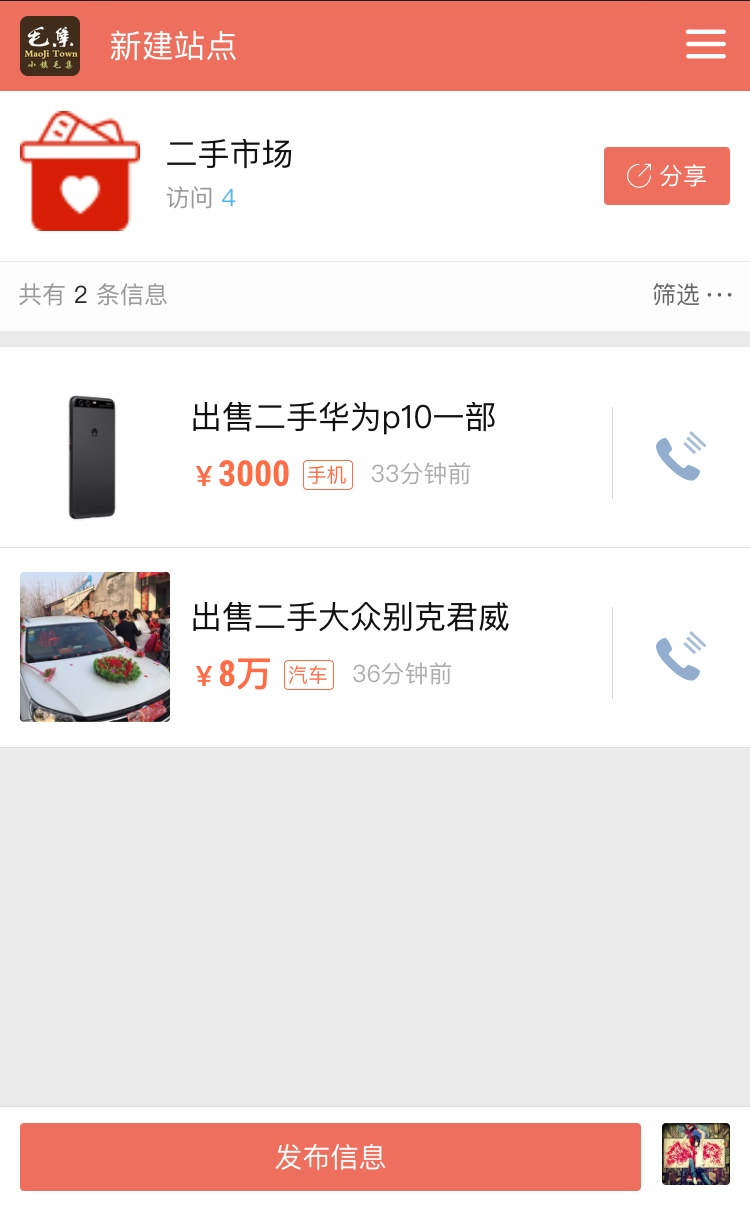 毛集
MaoJi Town
小镇毛集
新建站点
二手市场
访问 4
分享
共有 2 条信息
筛选 ···
出售二手华为p10一部
¥3000 手机 33分钟前
出售二手大众别克君威
¥8万 汽车 36分钟前
发布信息